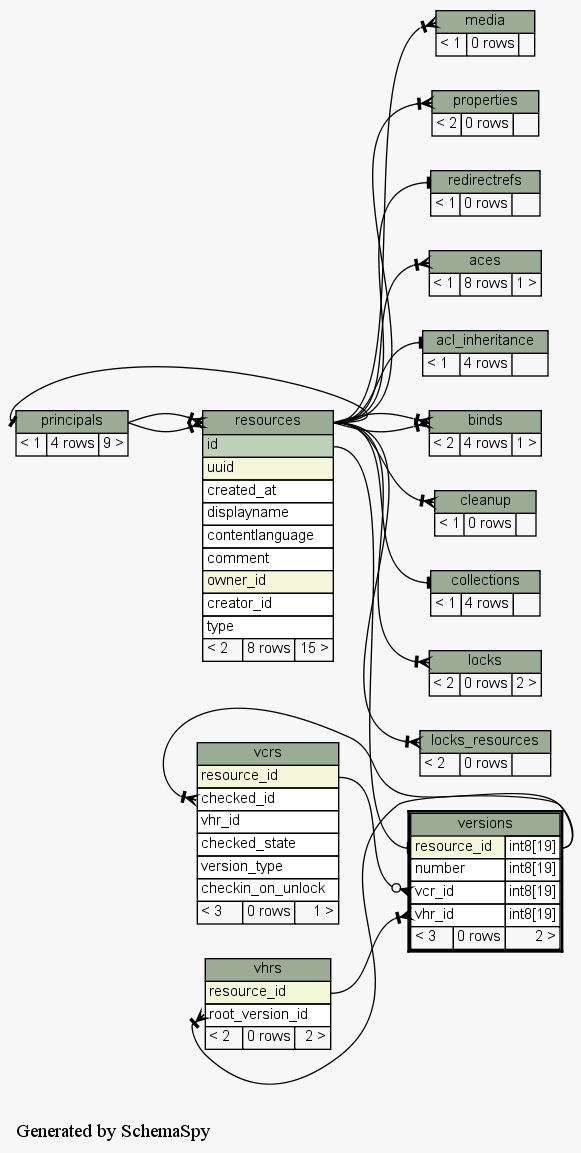 media
< 1 0 rows
properties
< 2 0 rows
redirectrefs
< 1 0 rows
aces
< 1 8 rows 1 >
acl_inheritance
< 1 4 rows
principals
< 1 4 rows 9 >
resources
id
uuid
created_at
displayname
contentlanguage
comment
owner_id
creator_id
type
< 2 8 rows 15 >
binds
< 2 4 rows 1 >
cleanup
< 1 0 rows
collections
< 1 4 rows
locks
< 2 0 rows 2 >
locks_resources
< 2 0 rows
vcrs
resource_id
checked_id
vhr_id
checked_state
version_type
checkin_on_unlock
< 3 0 rows 1 >
versions
resource_id int8[19]
number int8[19]
vcr_id int8[19]
vhr_id int8[19]
< 3 0 rows 2 >
vhrs
resource_id
root_version_id
< 2 0 rows 2 >
Generated by SchemaSpy